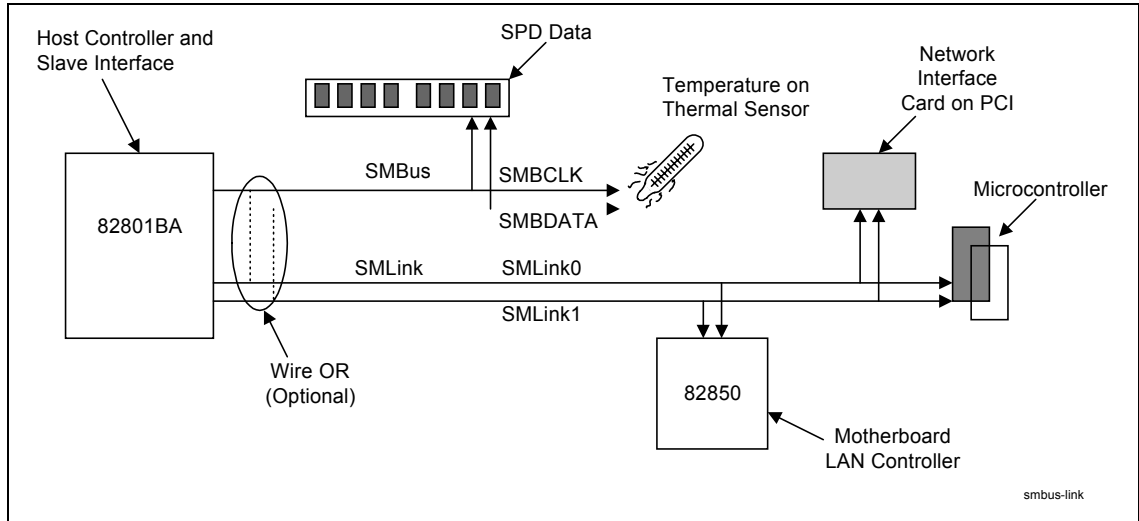 Host Controller and
Slave Interface
SPD Data
Temperature on
Thermal Sensor
Network
Interface
Card on PCI
Microcontroller
82801BA
SMBus
SMBCLK
SMBDATA
SMLink
SMLink0
SMLink1
Wire OR
(Optional)
82850
Motherboard
LAN Controller
smbus-link